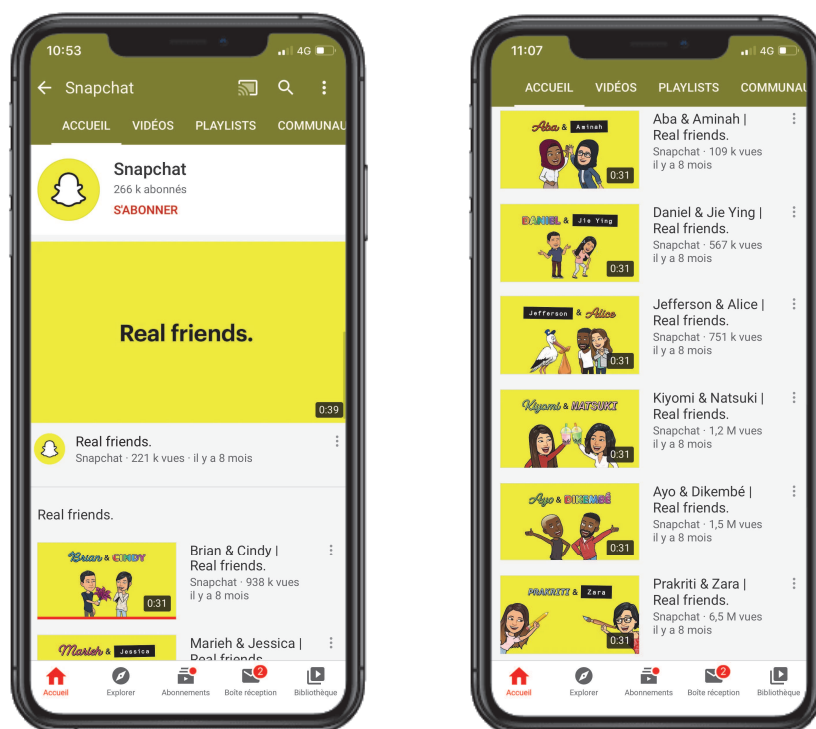 10:53
4G
Snapchat
ACCUEIL VIDÉOS PLAYLISTS COMMUNAU
Snapchat
266 k abonnés
S'ABONNER
Real friends.
0:39
Real friends.
Snapchat · 221 k vues · il y a 8 mois
Real friends.
Brian & CINDY
0:31
Brian & Cindy |
Real friends.
Snapchat · 938 k vues
il y a 8 mois
Marieh & Jessica
Marieh & Jessica |
Real friends.
Accueil Explorer Abonnements Boîte réception Bibliothèque
2
11:07
4G
ACCUEIL VIDÉOS PLAYLISTS COMMUNAU
Aba & Aminah
0:31
Aba & Aminah |
Real friends.
Snapchat · 109 k vues
il y a 8 mois
DANIEL & Jie Ying
0:31
Daniel & Jie Ying |
Real friends.
Snapchat · 567 k vues
il y a 8 mois
Jefferson & Alice
0:31
Jefferson & Alice |
Real friends.
Snapchat · 751 k vues
il y a 8 mois
Kiyomi & NATSUKI
0:31
Kiyomi & Natsuki |
Real friends.
Snapchat · 1,2 M vues
il y a 8 mois
Ayo & DIKEMBÉ
0:31
Ayo & Dikembé |
Real friends.
Snapchat · 1,5 M vues
il y a 8 mois
PRAKRITI & Zara
0:31
Prakriti & Zara |
Real friends.
Snapchat · 6,5 M vues
il y a 8 mois
Accueil Explorer Abonnements Boîte réception Bibliothèque
2